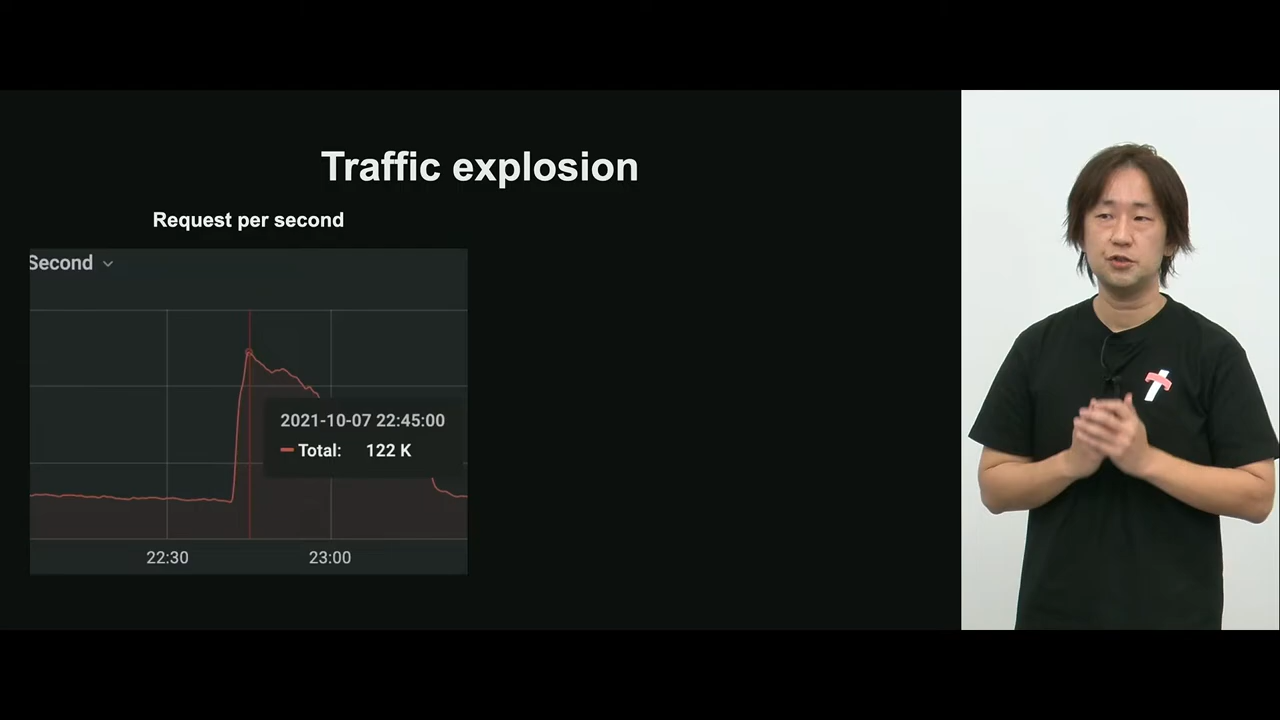 Traffic explosion
Request per second
Second
2021-10-07 22:45:00
Total: 122 K
22:30
23:00